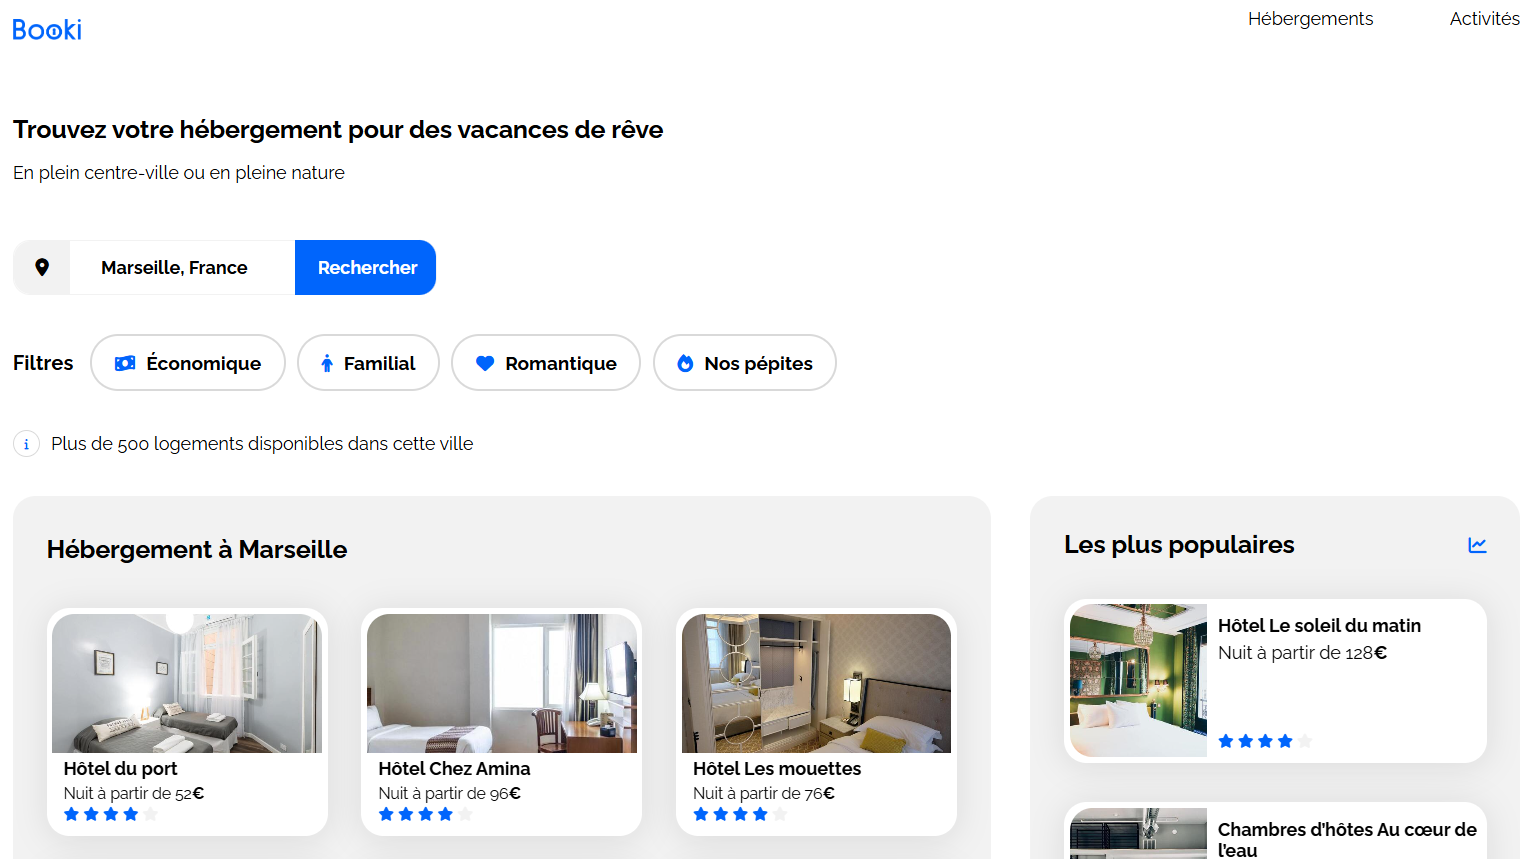 Booki
Hébergements
Activités
Trouvez votre hébergement pour des vacances de rêve
En plein centre-ville ou en pleine nature
Marseille, France
Rechercher
Filtres
Économique
Familial
Romantique
Nos pépites
Plus de 500 logements disponibles dans cette ville
Hébergement à Marseille
Hôtel du port
Nuit à partir de 52€
Hôtel Chez Amina
Nuit à partir de 96€
Hôtel Les mouettes
Nuit à partir de 76€
Les plus populaires
Hôtel Le soleil du matin
Nuit à partir de 128€
Chambres d'hôtes Au cœur de
l'eau